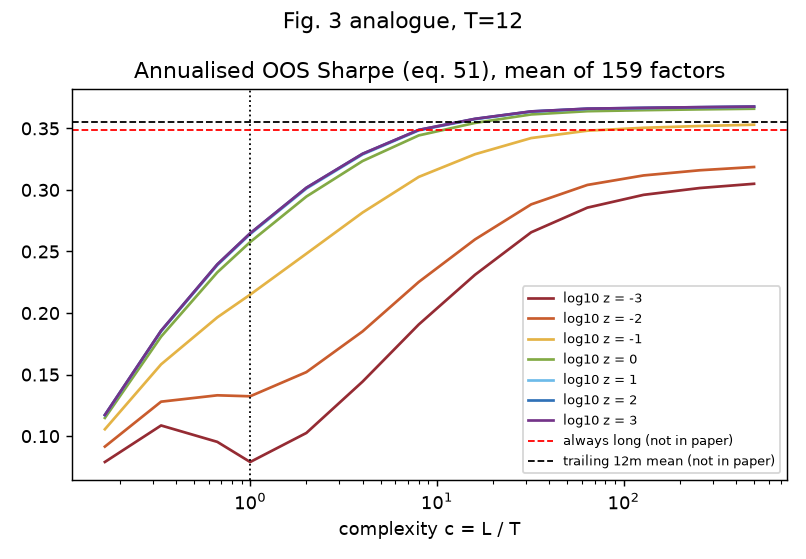 Fig. 3 analogue, T=12
Annualised OOS Sharpe (eq. 51), mean of 159 factors
0.35
0.30
0.25
0.20
0.15
0.10
log10 z = -3
log10 z = -2
log10 z = -1
log10 z = 0
log10 z = 1
log10 z = 2
log10 z = 3
always long (not in paper)
trailing 12m mean (not in paper)
10⁰ 10¹ 10²
complexity c = L / T